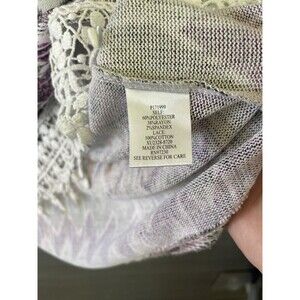 SELF:
60%POLYESTER
38%RAYON
2%SPANDEX
LACE:
100%COTTON
MADE IN CHINA
SEE REVERSE FOR CARE